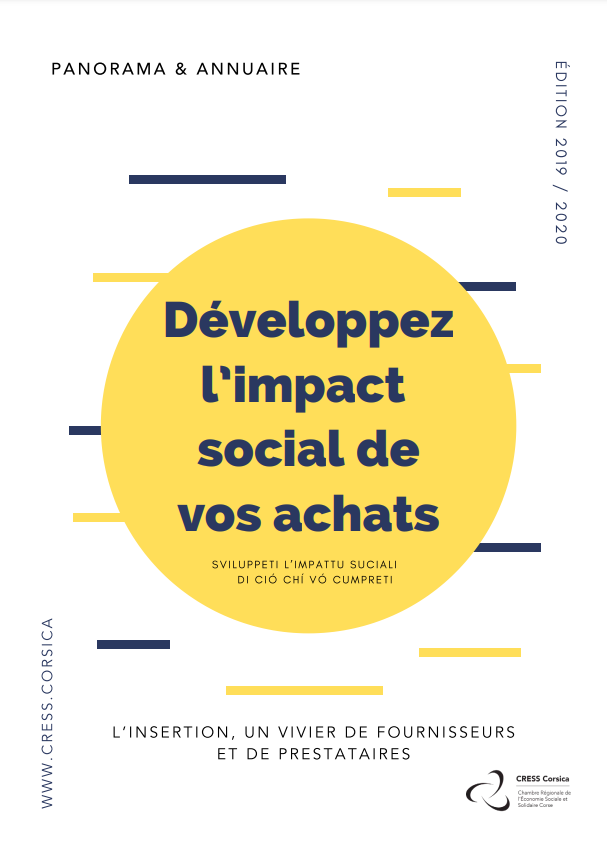 PANORAMA & ANNUAIRE
ÉDITION 2019 / 2020
Développez
l'impact
social de
vos achats
SVILUPPETI L'IMPATTU SUCIALI
DI CIÓ CHÍ VÓ CUMPRETI
WWW.CRESS.CORSICA
L'INSERTION, UN VIVIER DE FOURNISSEURS
ET DE PRESTATAIRES
CRESS Corsica
Chambre Régionale de
l'Économie Sociale et
Solidaire Corse